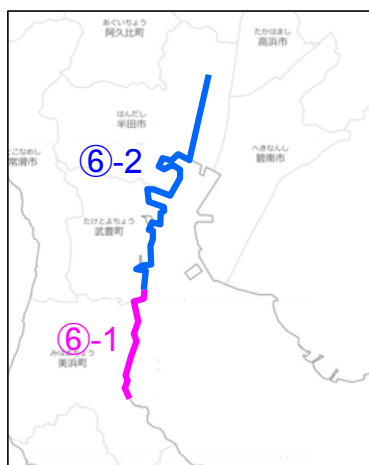 あぐいちょう
阿久比町
たかはまし
高浜市
はんだし
半田市
とこなめし
常滑市
⑥-2
へきなんし
碧南市
たけとよちょう
武豊町
⑥-1
みはまちょう
美浜町